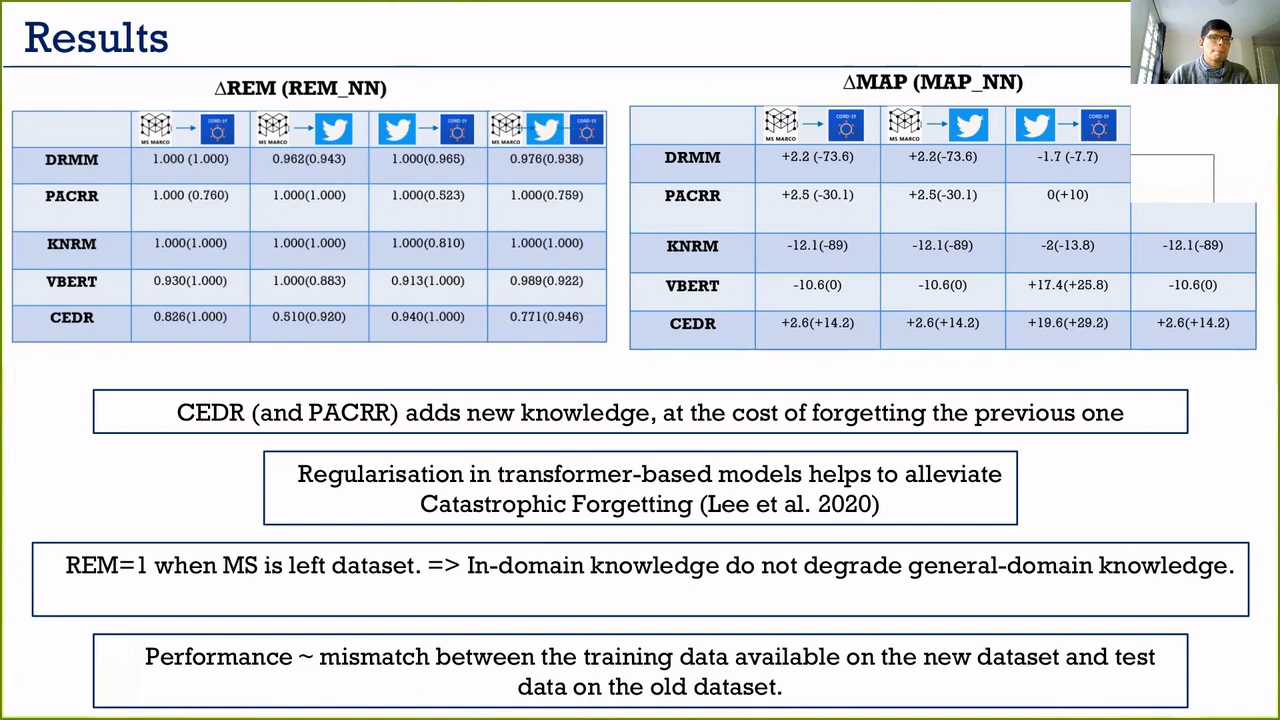 Results
ΔREM (REM_NN)
MS MARCO CORD-19 MS MARCO CORD-19 MS MARCO CORD-19
DRMM 1.000 (1.000) 0.962(0.943) 1.000(0.965) 0.976(0.938)
PACRR 1.000 (0.760) 1.000(1.000) 1.000(0.523) 1.000(0.759)
KNRM 1.000(1.000) 1.000(1.000) 1.000(0.810) 1.000(1.000)
VBERT 0.930(1.000) 1.000(0.883) 0.913(1.000) 0.989(0.922)
CEDR 0.826(1.000) 0.510(0.920) 0.940(1.000) 0.771(0.946)
ΔMAP (MAP_NN)
MS MARCO CORD-19 MS MARCO CORD-19
DRMM +2.2 (-73.6) +2.2(-73.6) -1.7 (-7.7)
PACRR +2.5 (-30.1) +2.5(-30.1) 0(+10)
KNRM -12.1(-89) -12.1(-89) -2(-13.8) -12.1(-89)
VBERT -10.6(0) -10.6(0) +17.4(+25.8) -10.6(0)
CEDR +2.6(+14.2) +2.6(+14.2) +19.6(+29.2) +2.6(+14.2)
CEDR (and PACRR) adds new knowledge, at the cost of forgetting the previous one
Regularisation in transformer-based models helps to alleviate
Catastrophic Forgetting (Lee et al. 2020)
REM=1 when MS is left dataset. => In-domain knowledge do not degrade general-domain knowledge.
Performance ~ mismatch between the training data available on the new dataset and test
data on the old dataset.